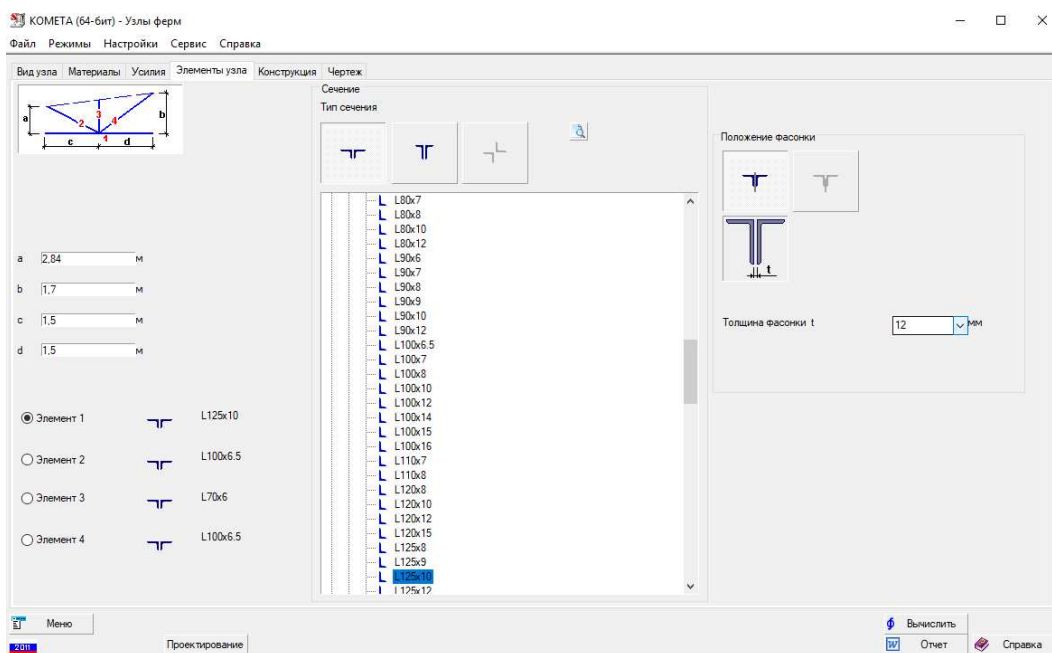 КОМЕТА (64-бит) - Узлы ферм
Файл Режимы Настройки Сервис Справка
Вид узла Материалы Усилия Элементы узла Конструкция Чертеж
a
2
3
4
b
c
1
d
a 2,84 м
b 1,7 м
c 1,5 м
d 1,5 м
Элемент 1 L125x10
Элемент 2 L100x6.5
Элемент 3 L70x6
Элемент 4 L100x6.5
Сечение
Тип сечения
L80x7
L80x8
L80x10
L80x12
L90x6
L90x7
L90x8
L90x9
L90x10
L90x12
L100x6.5
L100x7
L100x8
L100x10
L100x12
L100x14
L100x15
L100x16
L110x7
L110x8
L120x8
L120x10
L120x12
L120x15
L125x8
L125x9
L125x10
L125x12
Положение фасонки
t
Толщина фасонки t 12 мм
Меню
2011
Проектирование
Вычислить
Отчет
Справка